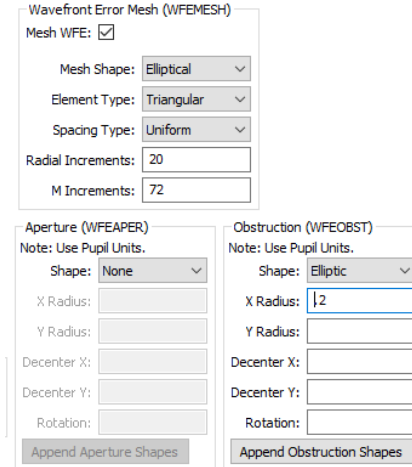 Wavefront Error Mesh (WFEMESH)
Mesh WFE:
Mesh Shape: Elliptical
Element Type: Triangular
Spacing Type: Uniform
Radial Increments: 20
M Increments: 72
Aperture (WFEAPER)
Note: Use Pupil Units.
Shape: None
X Radius:
Y Radius:
Decenter X:
Decenter Y:
Rotation:
Append Aperture Shapes
Obstruction (WFEOBST)
Note: Use Pupil Units.
Shape: Elliptic
X Radius: .2
Y Radius:
Decenter X:
Decenter Y:
Rotation:
Append Obstruction Shapes